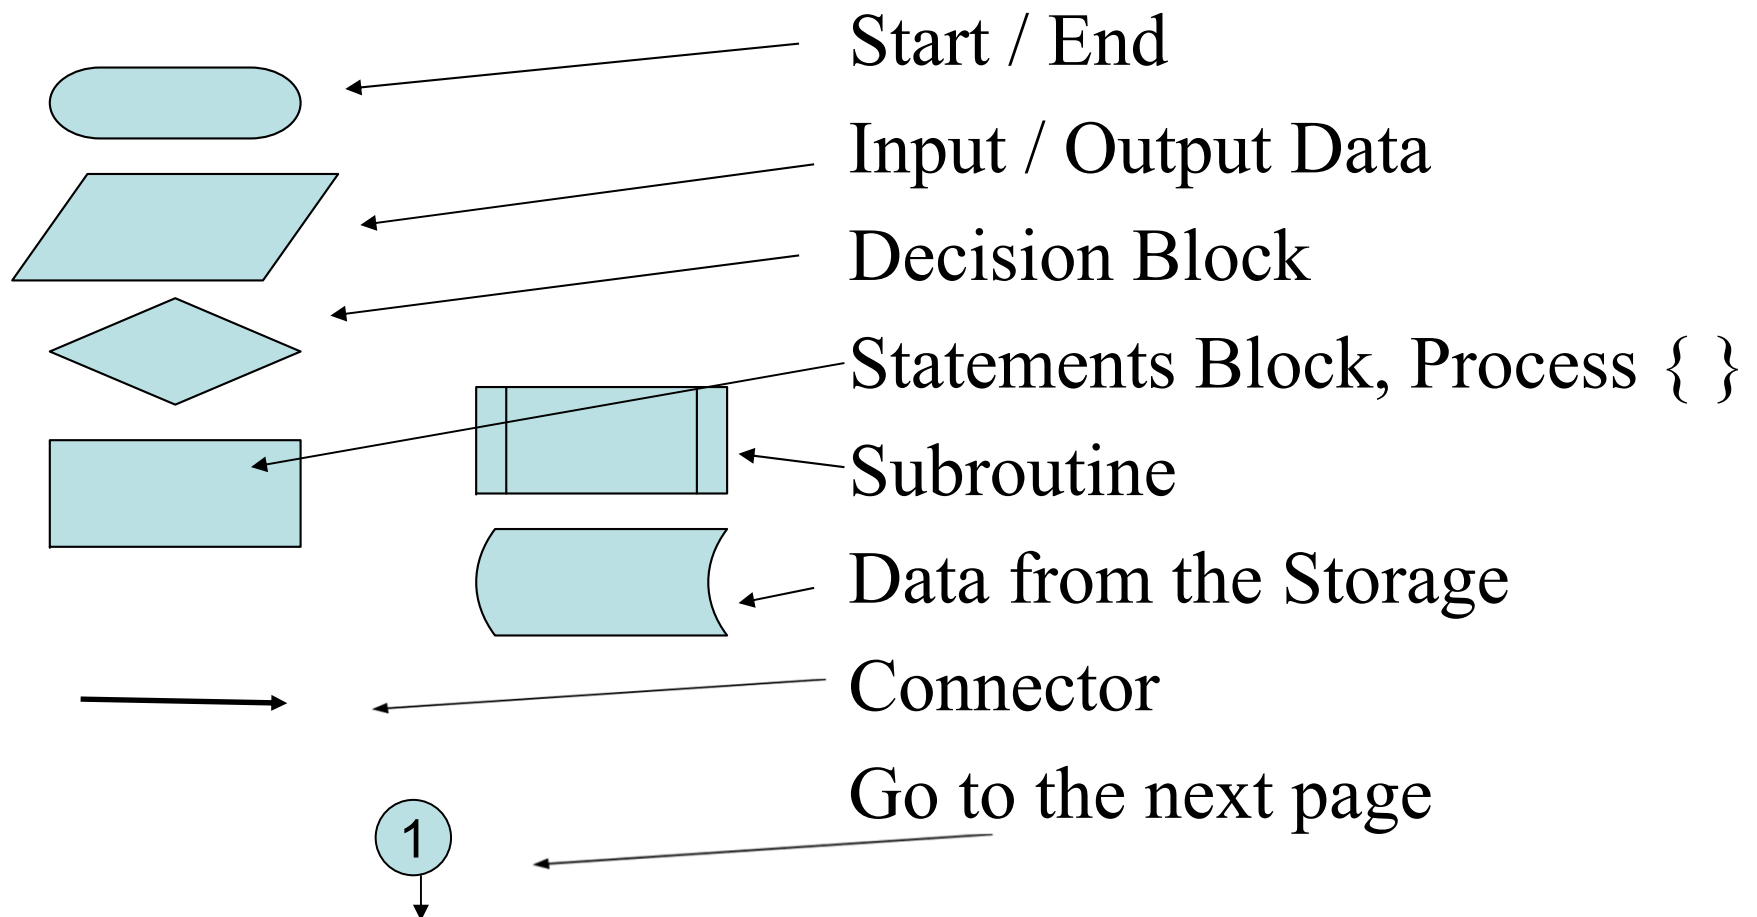 Start / End
Input / Output Data
Decision Block
Statements Block, Process { }
Subroutine
Data from the Storage
Connector
Go to the next page
1